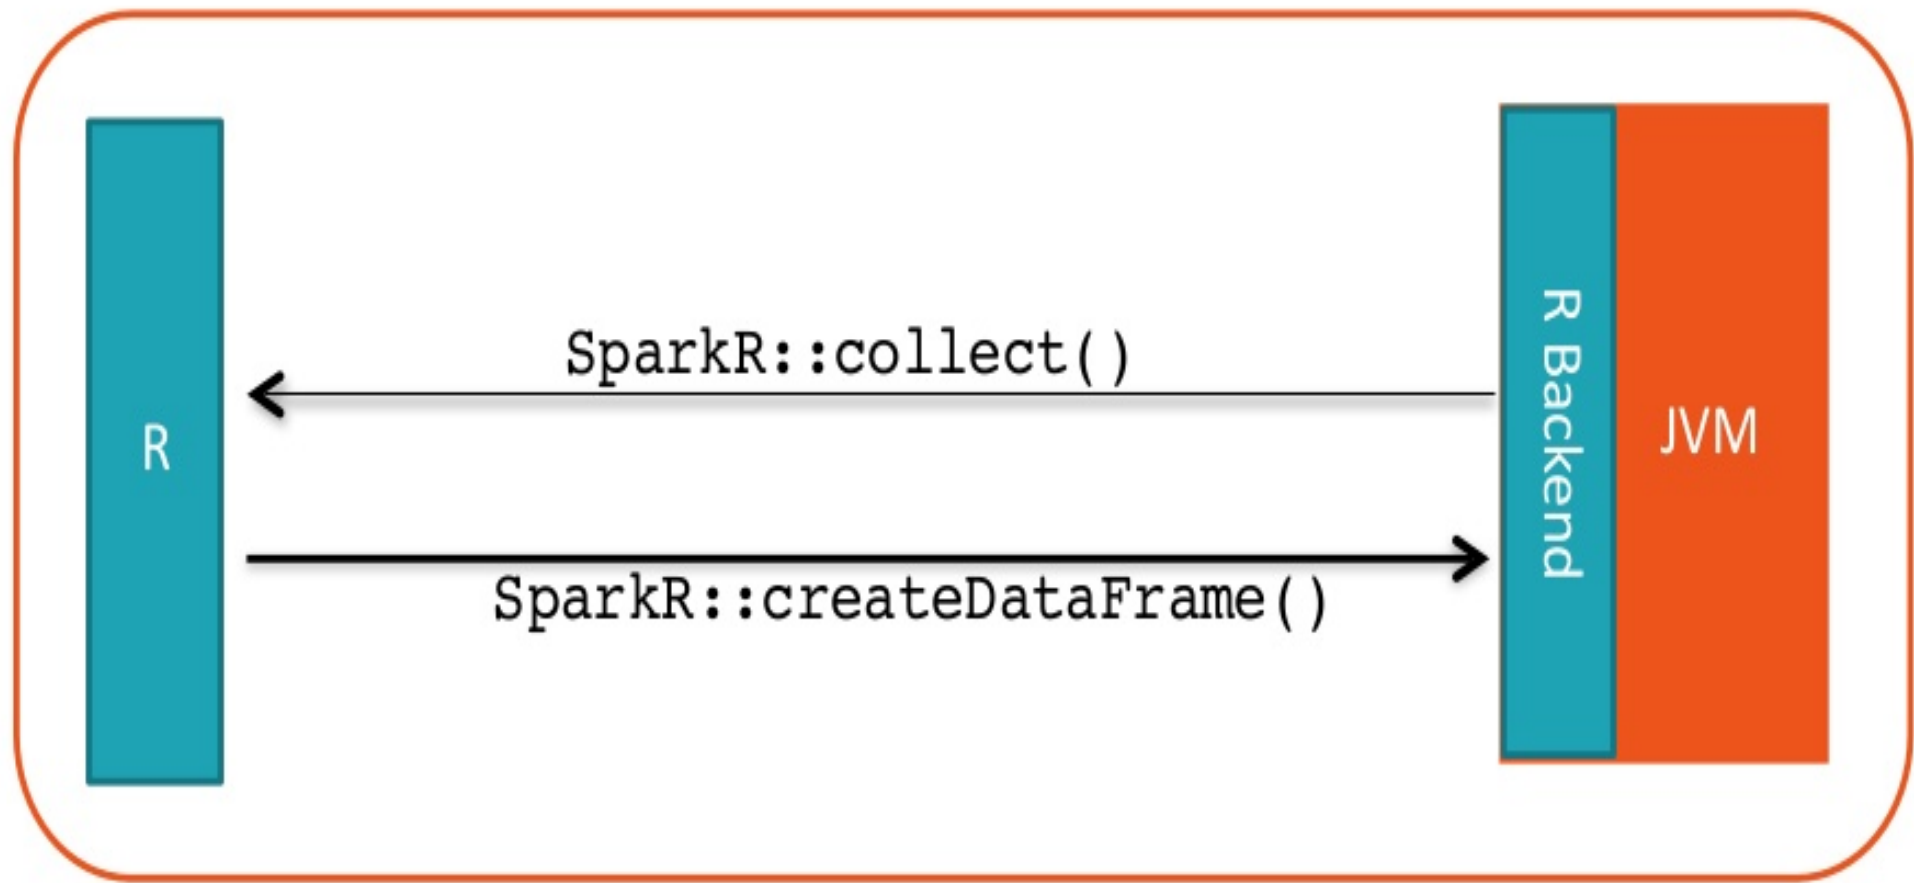 SparkR::collect()
R
R Backend
JVM
SparkR::createDataFrame()